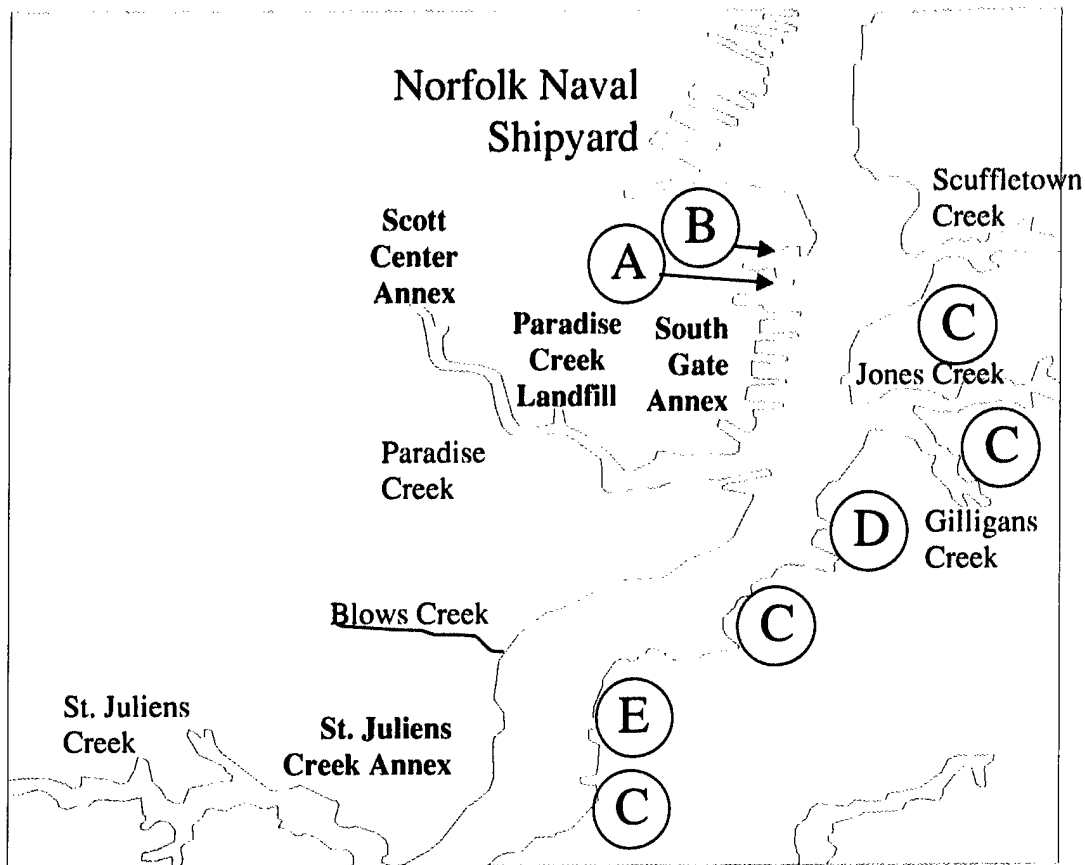 Norfolk Naval
Shipyard
Scuffletown
Creek
B
Scott
Center
Annex
A
C
Paradise
Creek
Landfill
South
Gate
Annex
Jones Creek
C
Paradise
Creek
D
Gilligans
Creek
Blows Creek
C
St. Juliens
Creek
E
St. Juliens
Creek Annex
C